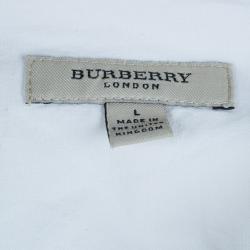 BURBERRY
LONDON
L
MADE IN
THE UNITED
KINGDOM